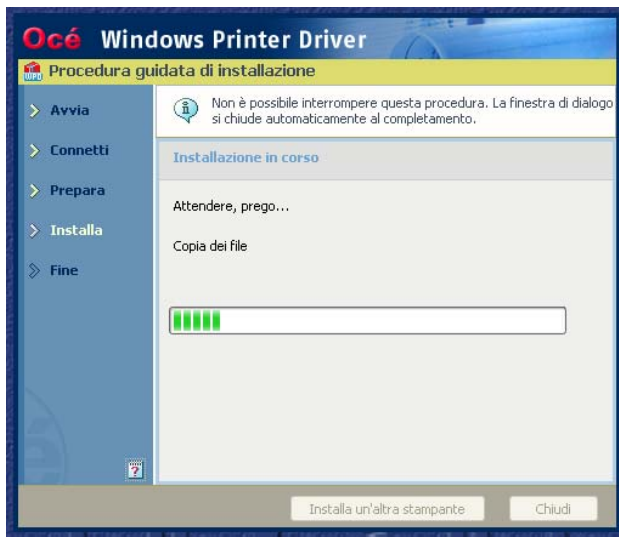 Océ Windows Printer Driver
WPD Procedura guidata di installazione
Avvia
Connetti
Prepara
Installa
Fine
Non è possibile interrompere questa procedura. La finestra di dialogo
si chiude automaticamente al completamento.
Installazione in corso
Attendere, prego...
Copia dei file
?
Installa un'altra stampante
Chiudi